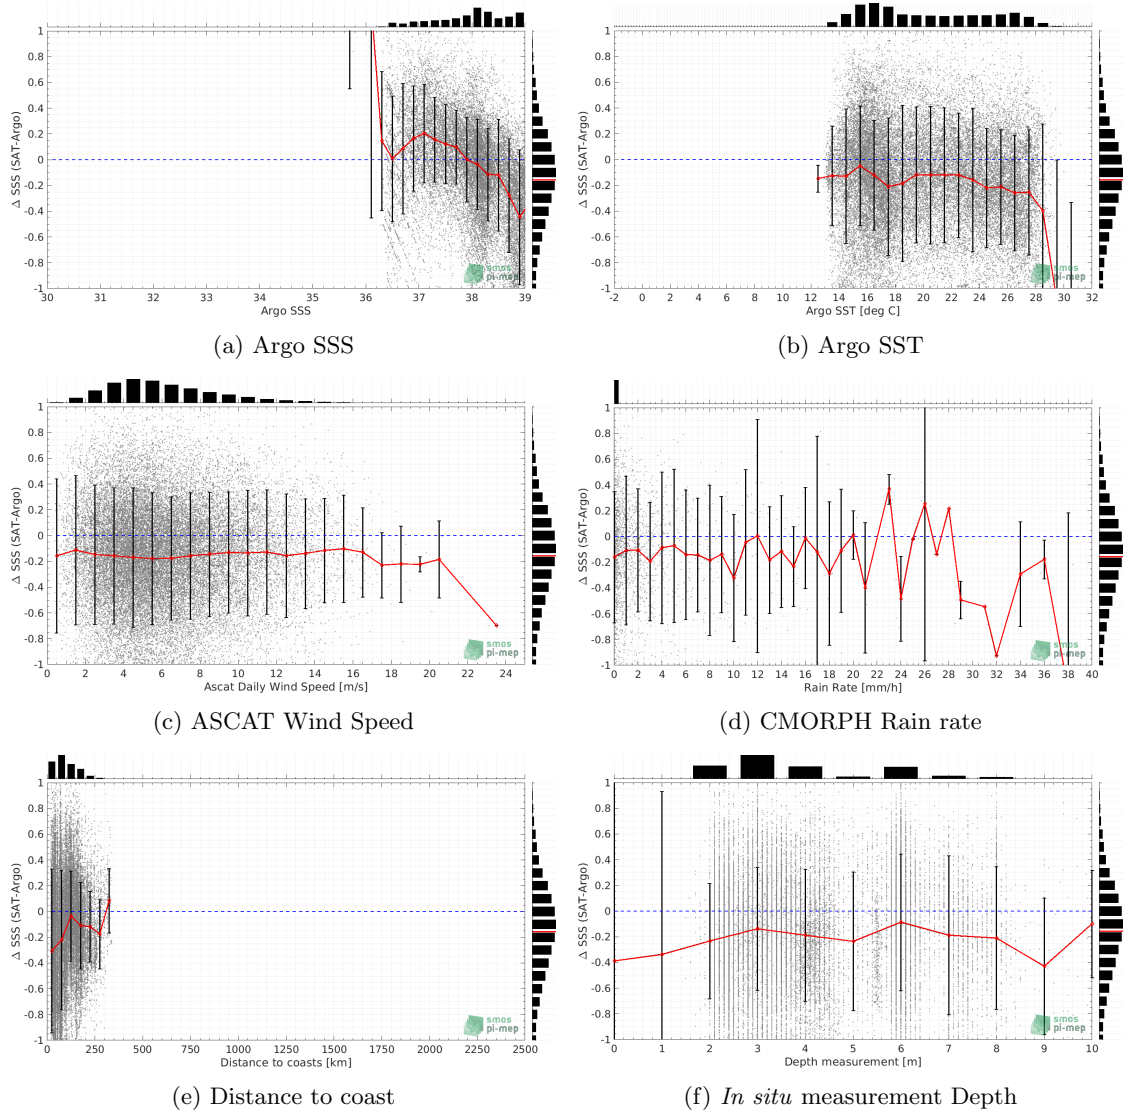 1
0.8
0.6
0.4
0.2
0
-0.2
-0.4
-0.6
-0.8
-1
Δ SSS (SAT-Argo)
30 31 32 33 34 35 36 37 38 39
Argo SSS
smos
pi-mep
(a) Argo SSS
1
0.8
0.6
0.4
0.2
0
-0.2
-0.4
-0.6
-0.8
-1
Δ SSS (SAT-Argo)
-2 0 2 4 6 8 10 12 14 16 18 20 22 24 26 28 30 32
Argo SST [deg C]
smos
pi-mep
(b) Argo SST
1
0.8
0.6
0.4
0.2
0
-0.2
-0.4
-0.6
-0.8
-1
Δ SSS (SAT-Argo)
0 2 4 6 8 10 12 14 16 18 20 22 24
Ascat Daily Wind Speed [m/s]
smos
pi-mep
(c) ASCAT Wind Speed
1
0.8
0.6
0.4
0.2
0
-0.2
-0.4
-0.6
-0.8
-1
Δ SSS (SAT-Argo)
0 2 4 6 8 10 12 14 16 18 20 22 24 26 28 30 32 34 36 38 40
Rain Rate [mm/h]
smos
pi-mep
(d) CMORPH Rain rate
1
0.8
0.6
0.4
0.2
0
-0.2
-0.4
-0.6
-0.8
-1
Δ SSS (SAT-Argo)
0 250 500 750 1000 1250 1500 1750 2000 2250 2500
Distance to coasts [km]
smos
pi-mep
(e) Distance to coast
1
0.8
0.6
0.4
0.2
0
-0.2
-0.4
-0.6
-0.8
-1
Δ SSS (SAT-Argo)
0 1 2 3 4 5 6 7 8 9 10
Depth measurement [m]
smos
pi-mep
(f) In situ measurement Depth